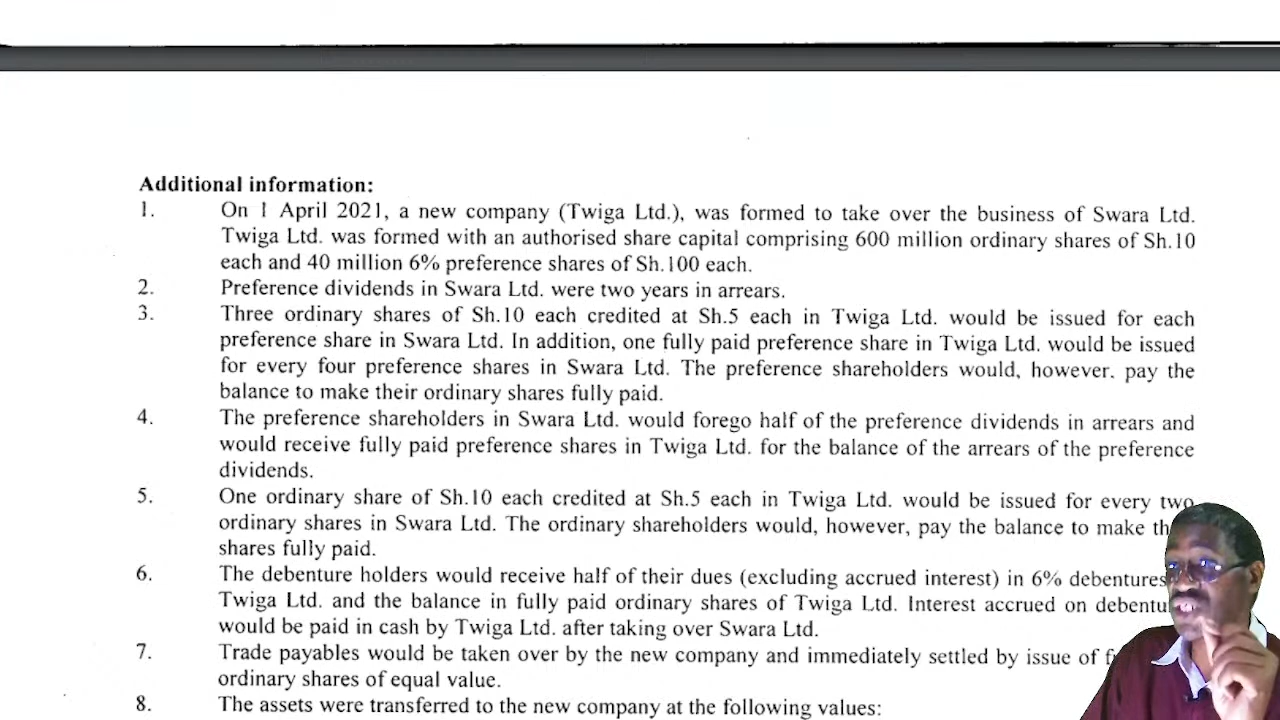 Additional information:
1. On 1 April 2021, a new company (Twiga Ltd.), was formed to take over the business of Swara Ltd.
Twiga Ltd. was formed with an authorised share capital comprising 600 million ordinary shares of Sh.10
each and 40 million 6% preference shares of Sh.100 each.
2. Preference dividends in Swara Ltd. were two years in arrears.
3. Three ordinary shares of Sh.10 each credited at Sh.5 each in Twiga Ltd. would be issued for each
preference share in Swara Ltd. In addition, one fully paid preference share in Twiga Ltd. would be issued
for every four preference shares in Swara Ltd. The preference shareholders would, however. pay the
balance to make their ordinary shares fully paid.
4. The preference shareholders in Swara Ltd. would forego half of the preference dividends in arrears and
would receive fully paid preference shares in Twiga Ltd. for the balance of the arrears of the preference
dividends.
5. One ordinary share of Sh.10 each credited at Sh.5 each in Twiga Ltd. would be issued for every two
ordinary shares in Swara Ltd. The ordinary shareholders would, however, pay the balance to make
shares fully paid.
6. The debenture holders would receive half of their dues (excluding accrued interest) in 6% debentures
Twiga Ltd. and the balance in fully paid ordinary shares of Twiga Ltd. Interest accrued on
would be paid in cash by Twiga Ltd. after taking over Swara Ltd.
7. Trade payables would be taken over by the new company and immediately settled by issue of
ordinary shares of equal value.
8. The assets were transferred to the new company at the following values: